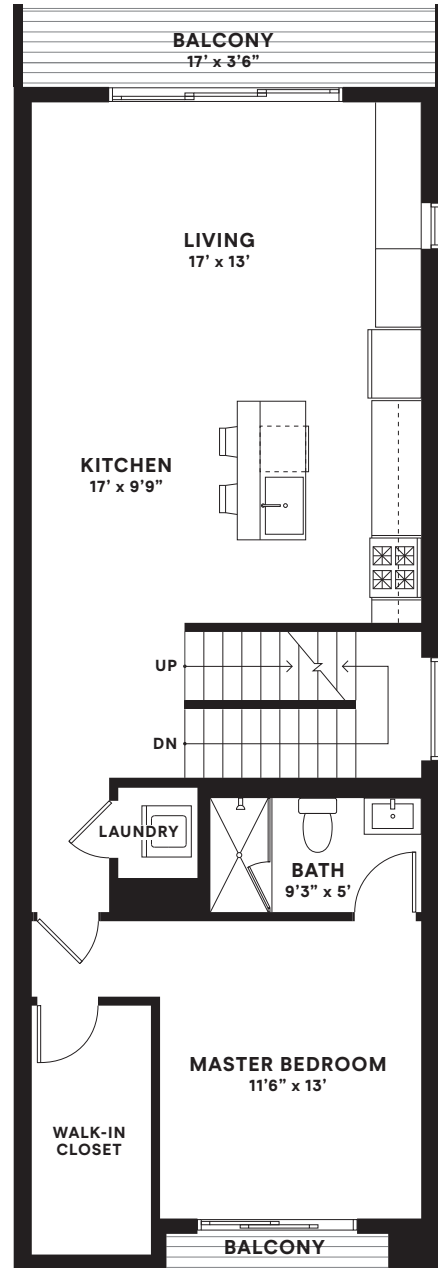 BALCONY
17’ x 3’6”
LIVING
17’ x 13’
KITCHEN
17’ x 9’9”
UP
DN
LAUNDRY
BATH
9’3” x 5’
MASTER BEDROOM
11’6” x 13’
WALK-IN
CLOSET
BALCONY